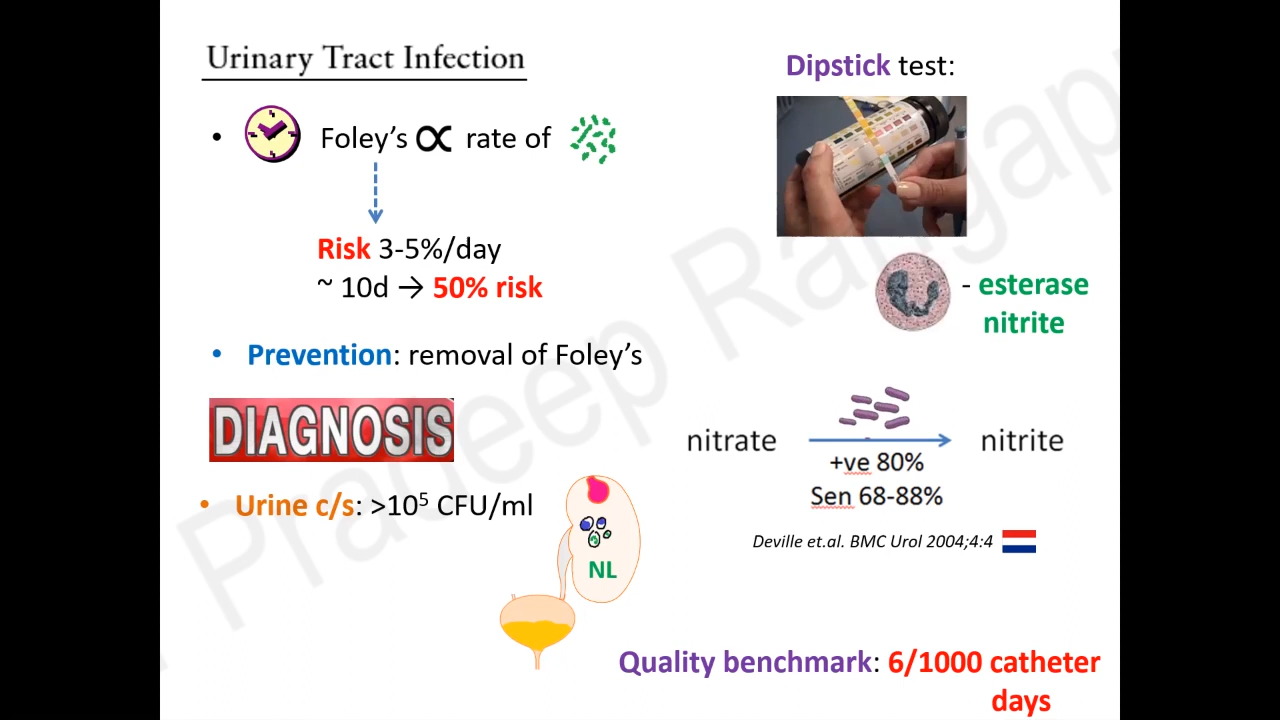 Urinary Tract Infection
• Foley's ∝ rate of
Risk 3-5%/day
~ 10d → 50% risk
• Prevention: removal of Foley's
DIAGNOSIS
• Urine c/s: >10⁵ CFU/ml
NL
Dipstick test:
- esterase
nitrite
nitrate
nitrite
+ve 80%
Sen 68-88%
Deville et.al. BMC Urol 2004;4:4
Quality benchmark: 6/1000 catheter
days
Pradeep Rangap